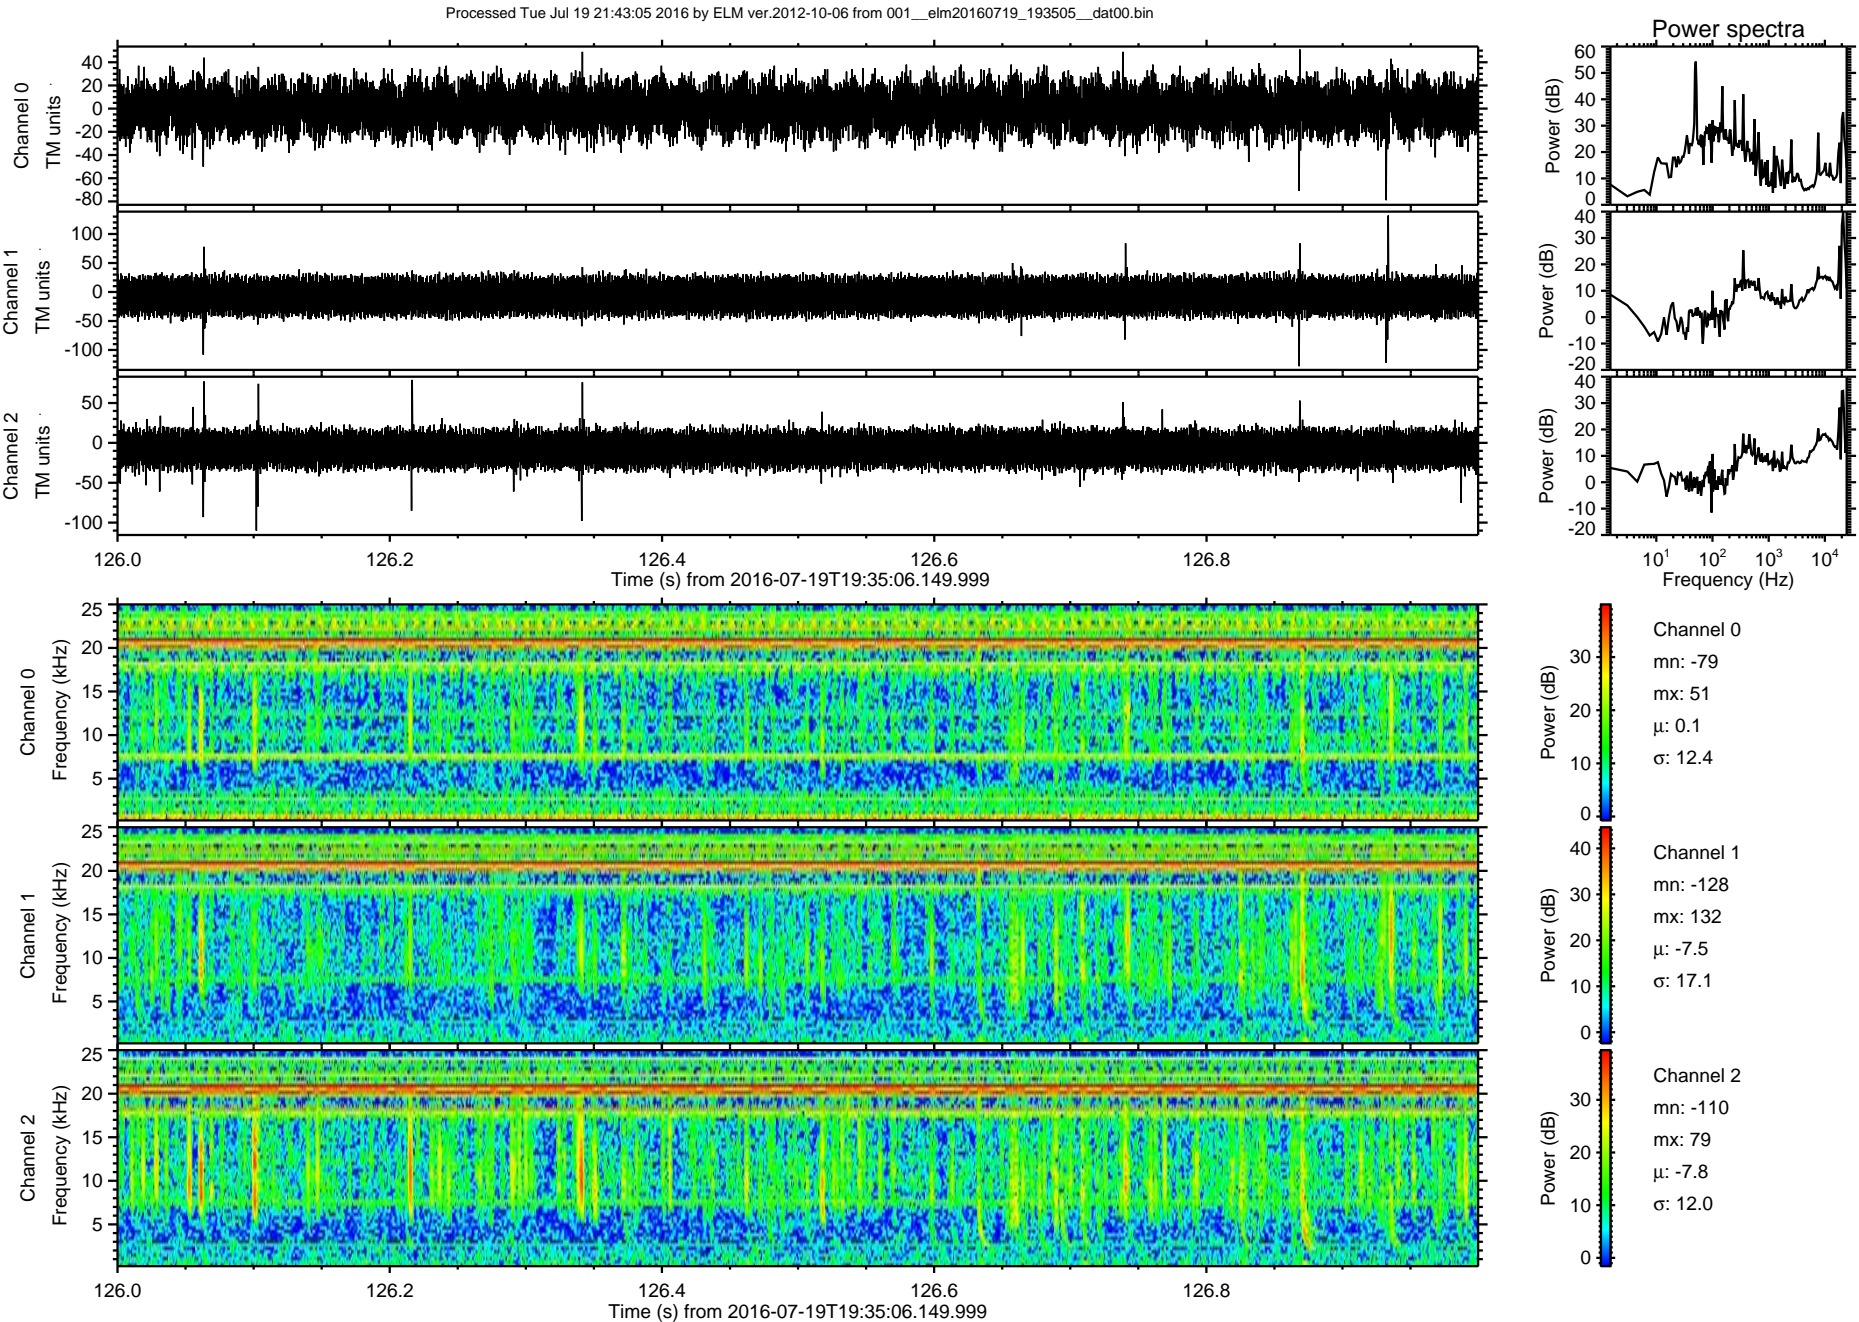 Processed Tue Jul 19 21:43:05 2016 by ELM ver.2012-10-06 from 001__elm20160719_193505__dat00.bin
Power spectra
Channel 0
TM units
40
20
0
-20
-40
-60
-80
Power (dB)
60
50
40
30
20
10
0
Channel 1
TM units
100
50
0
-50
-100
Power (dB)
40
30
20
10
0
-10
-20
Channel 2
TM units
50
0
-50
-100
Power (dB)
40
30
20
10
0
-10
-20
126.0 126.2 126.4 126.6 126.8
Time (s) from 2016-07-19T19:35:06.149.999
10^1 10^2 10^3 10^4
Frequency (Hz)
Channel 0
Frequency (kHz)
25
20
15
10
5
Power (dB)
30
20
10
0
Channel 0
mn: -79
mx: 51
μ: 0.1
σ: 12.4
Channel 1
Frequency (kHz)
25
20
15
10
5
Power (dB)
40
30
20
10
0
Channel 1
mn: -128
mx: 132
μ: -7.5
σ: 17.1
Channel 2
Frequency (kHz)
25
20
15
10
5
Power (dB)
30
20
10
0
Channel 2
mn: -110
mx: 79
μ: -7.8
σ: 12.0
126.0 126.2 126.4 126.6 126.8
Time (s) from 2016-07-19T19:35:06.149.999